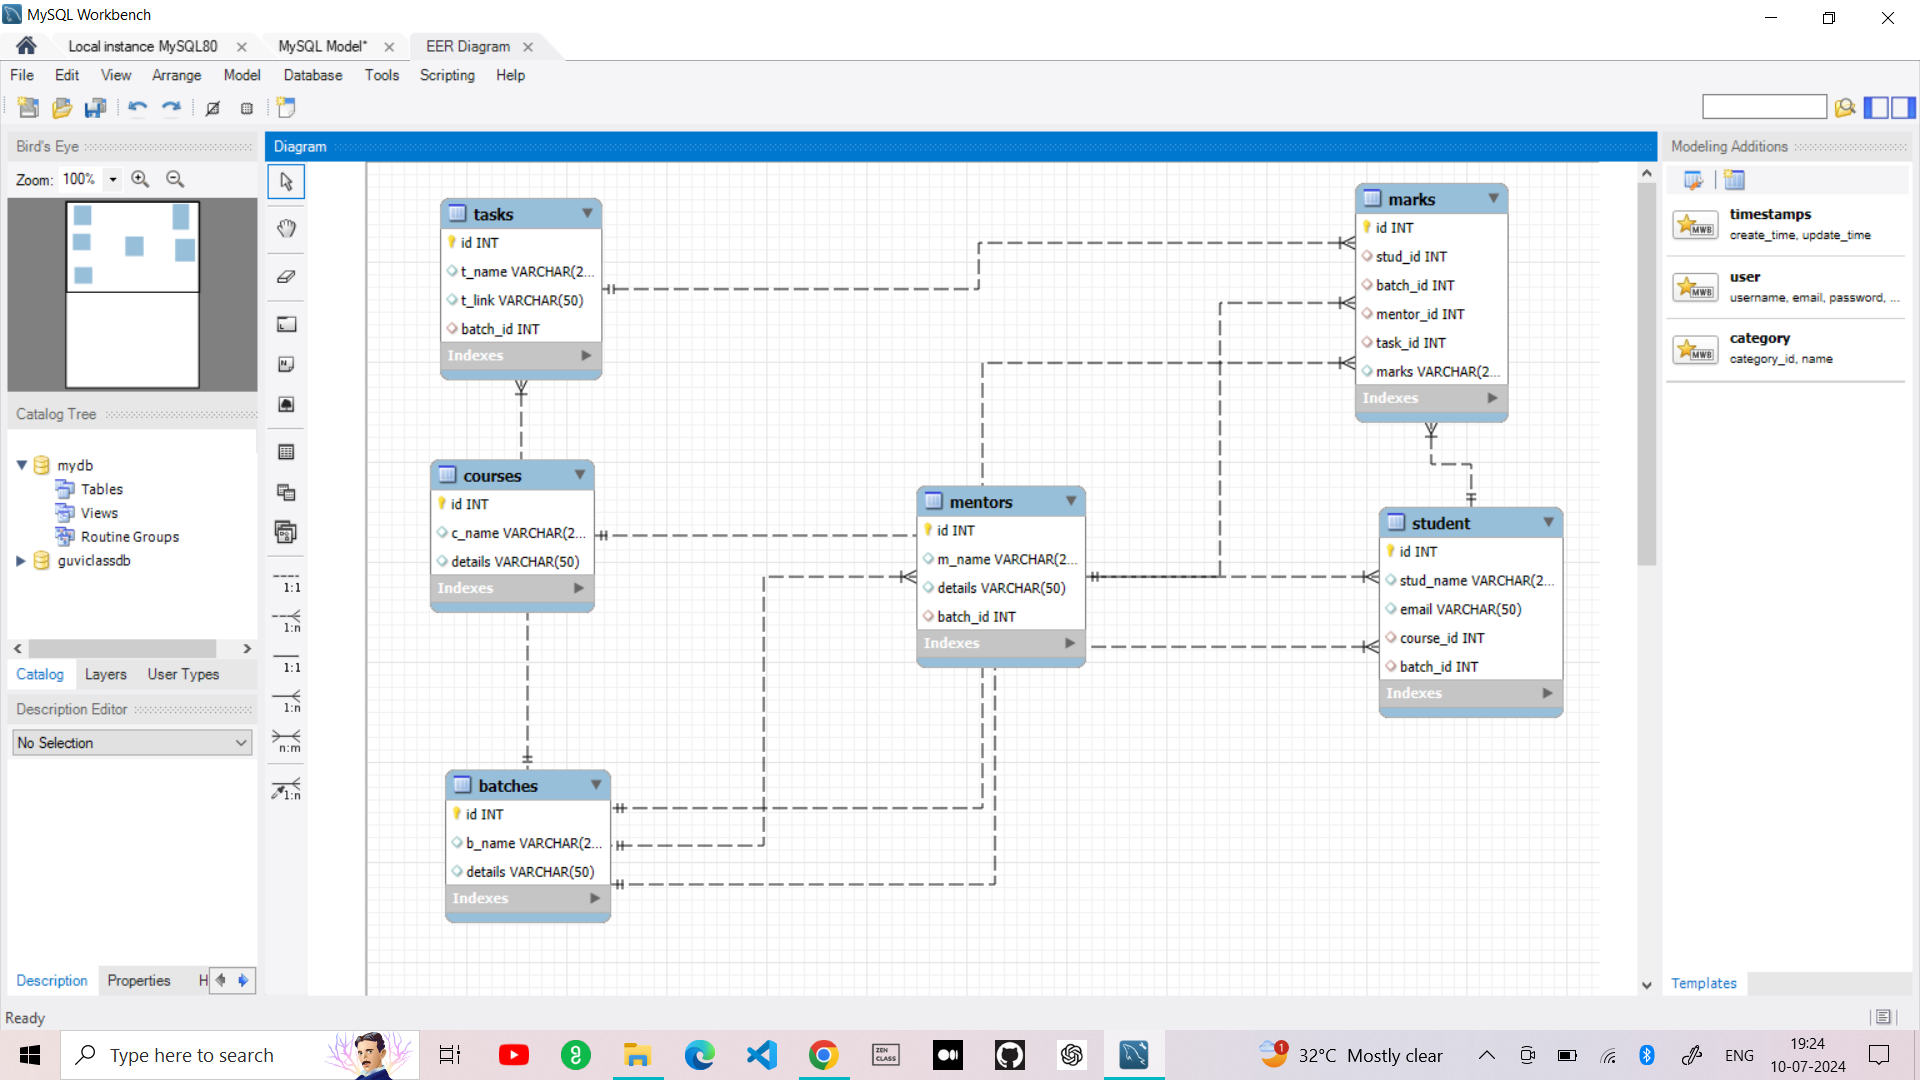 MySQL Workbench
Local instance MySQL80
MySQL Model*
EER Diagram
File Edit View Arrange Model Database Tools Scripting Help
Bird's Eye
Zoom: 100%
Catalog Tree
mydb
Tables
Views
Routine Groups
guviclassdb
Catalog Layers User Types
Description Editor
No Selection
Description Properties H
Ready
Diagram
1:1
1:n
1:1
1:n
n:m
1:n
tasks
id INT
t_name VARCHAR(2...
t_link VARCHAR(50)
batch_id INT
Indexes
courses
id INT
c_name VARCHAR(2...
details VARCHAR(50)
Indexes
batches
id INT
b_name VARCHAR(2...
details VARCHAR(50)
Indexes
mentors
id INT
m_name VARCHAR(2...
details VARCHAR(50)
batch_id INT
Indexes
marks
id INT
stud_id INT
batch_id INT
mentor_id INT
task_id INT
marks VARCHAR(2...
Indexes
student
id INT
stud_name VARCHAR(2...
email VARCHAR(50)
course_id INT
batch_id INT
Indexes
Modeling Additions
MWB
timestamps
create_time, update_time
MWB
user
username, email, password, ...
MWB
category
category_id, name
Templates
Type here to search
ZEN
CLASS
1
32°C Mostly clear
ENG
19:24
10-07-2024